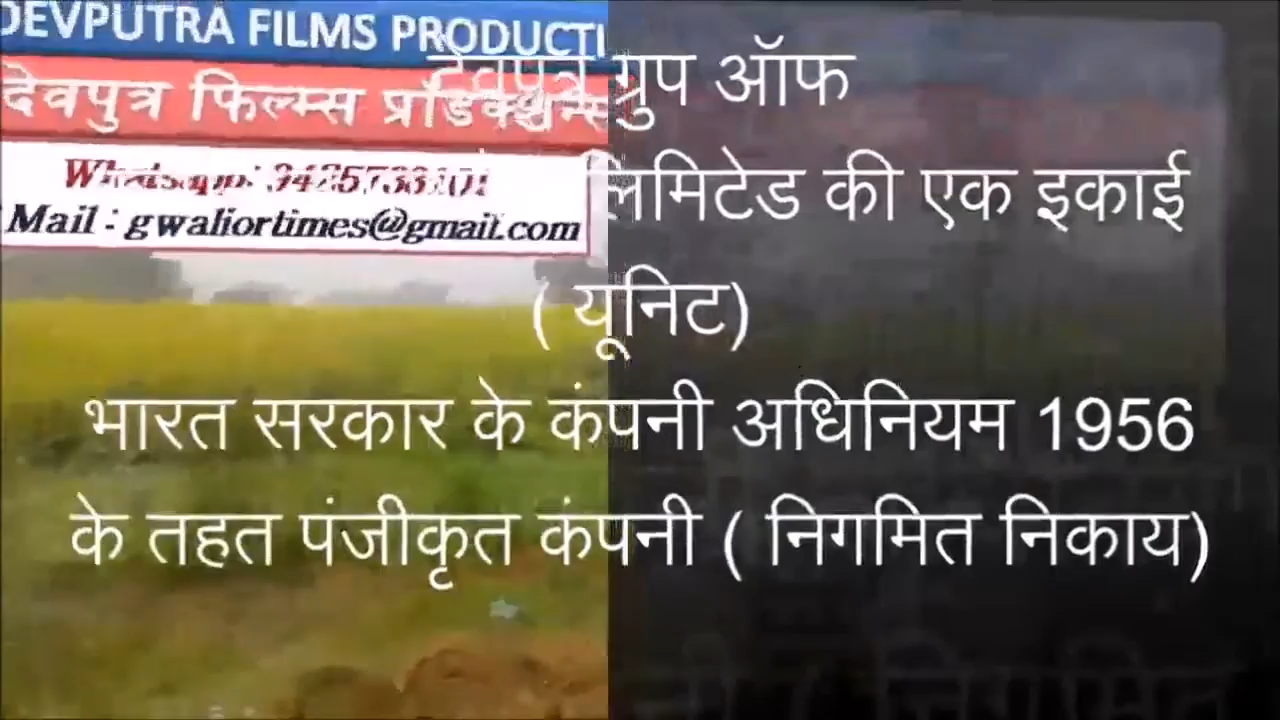 DEVPUTRA FILMS PRODUCTI
देवपुत्र फिल्म्स प्रॉडक्शन्स
Mail : gwaliortimes@gmail.com
देवपुत्र ग्रुप ऑफ
लिमिटेड की एक इकाई
( यूनिट)
भारत सरकार के कंपनी अधिनियम 1956
के तहत पंजीकृत कंपनी ( निगमित निकाय)